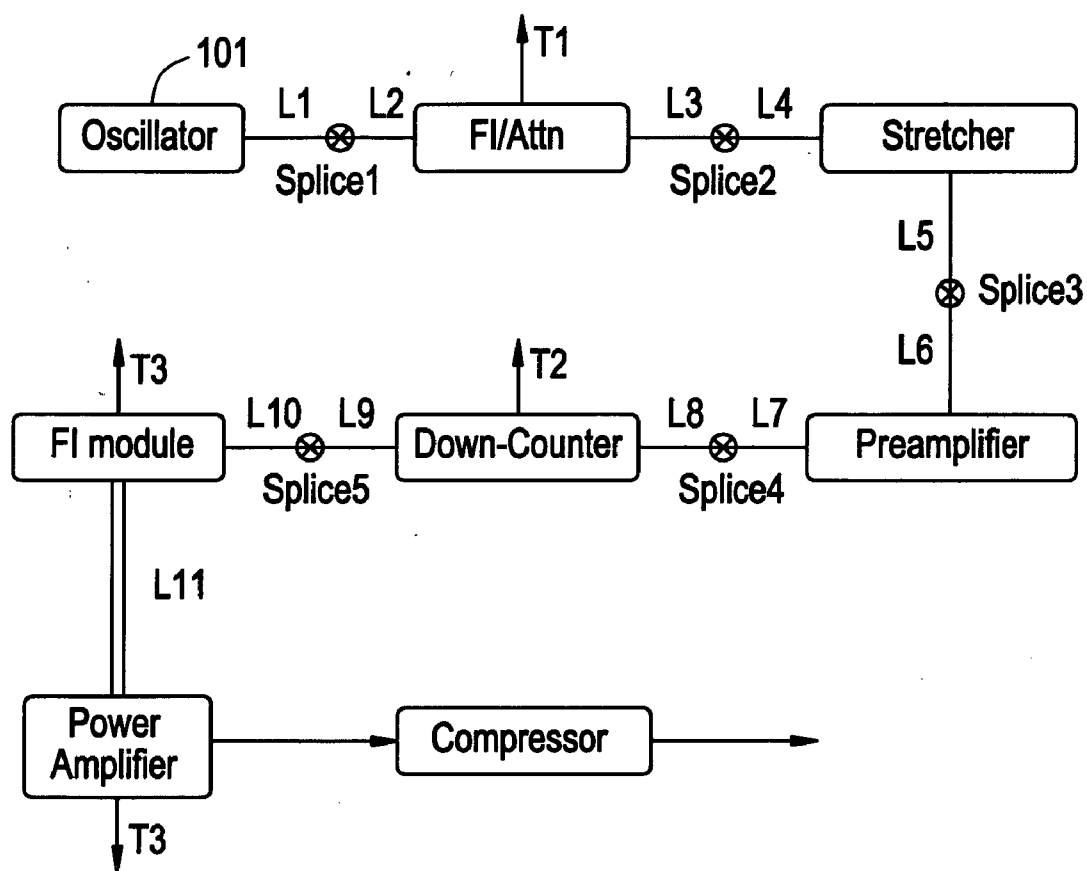 101
T1
L1
L2
L3
L4
Oscillator
FI/Attn
Stretcher
Splice1
Splice2
L5
Splice3
L6
T3
T2
L10
L9
L8
L7
FI module
Down-Counter
Preamplifier
Splice5
Splice4
L11
Power
Amplifier
Compressor
T3